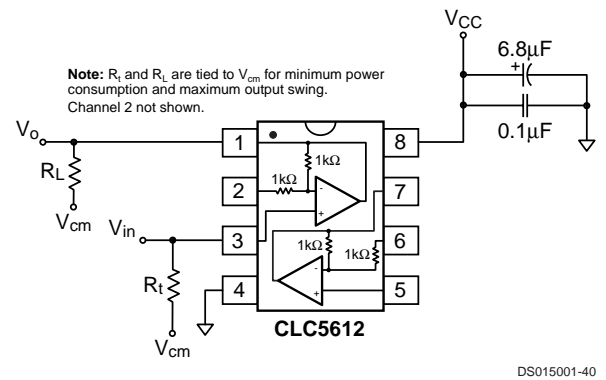 VCC
6.8µF
+
Note: Rt and RL are tied to Vcm for minimum power
consumption and maximum output swing.
Channel 2 not shown.
0.1µF
Vo
1
8
1kΩ
RL
2
1kΩ
-
7
Vcm
+
Vin
3
1kΩ
1kΩ
6
-
Rt
4
+
5
CLC5612
Vcm
DS015001-40